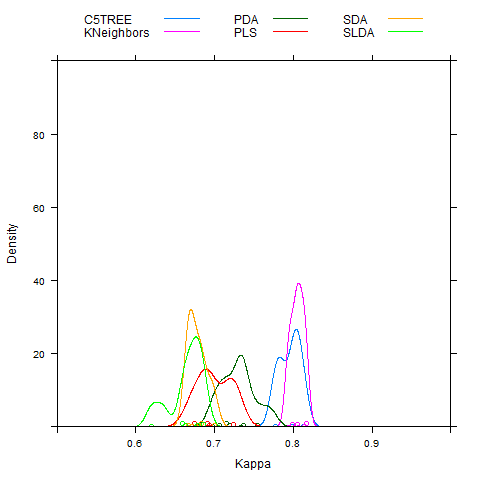 C5TREE PDA SDA
KNeighbors PLS SLDA
80
60
40
20
Density
0.6 0.7 0.8 0.9
Kappa